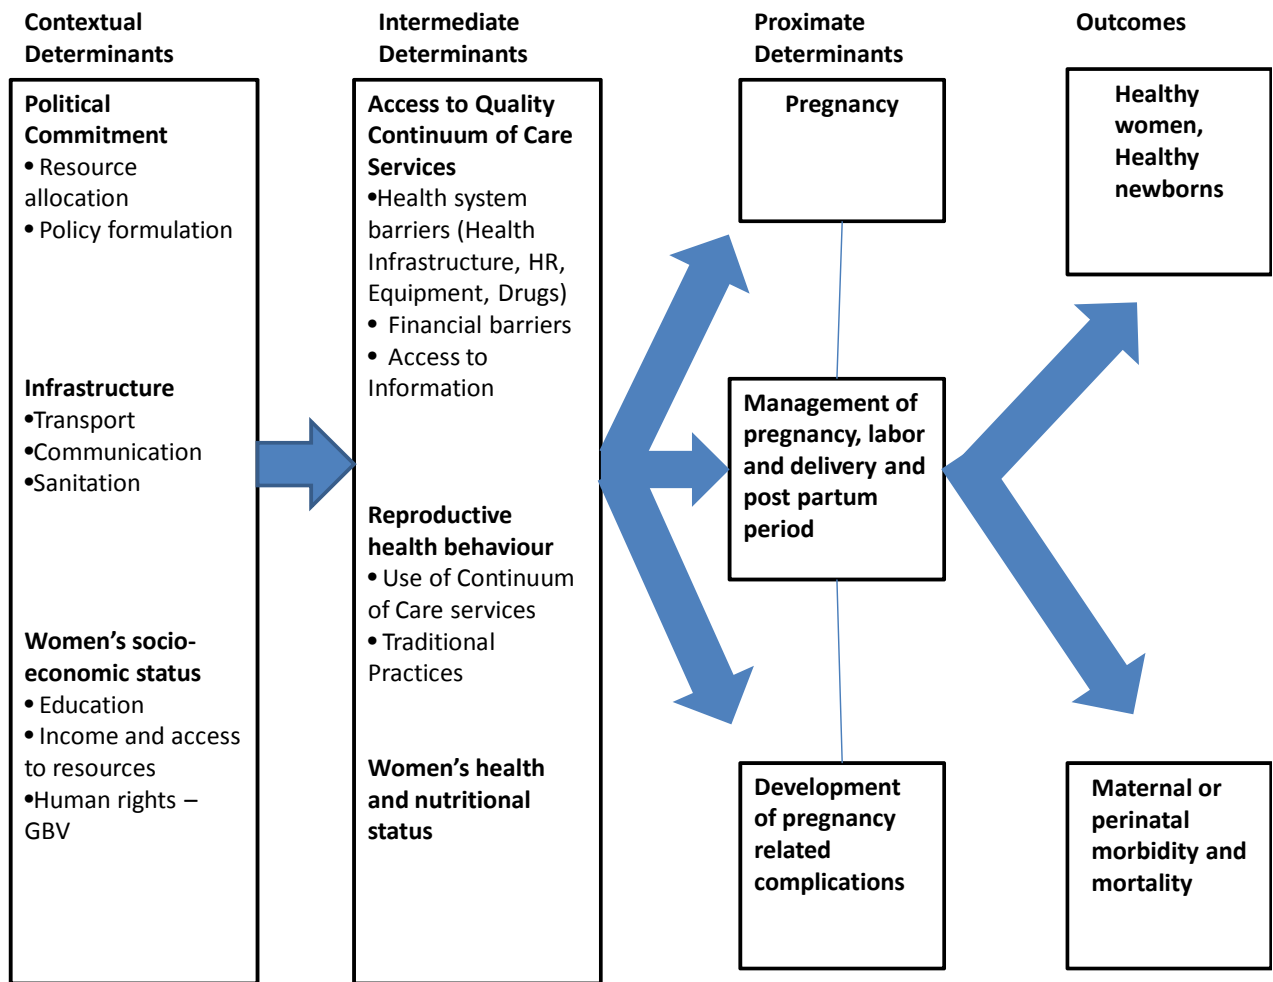 Contextual
Determinants
Political
Commitment
• Resource
allocation
• Policy formulation
Infrastructure
•Transport
•Communication
•Sanitation
Women’s socio-
economic status
• Education
• Income and access
to resources
•Human rights –
GBV
Intermediate
Determinants
Access to Quality
Continuum of Care
Services
•Health system
barriers (Health
Infrastructure, HR,
Equipment, Drugs)
• Financial barriers
• Access to
Information
Reproductive
health behaviour
• Use of Continuum
of Care services
• Traditional
Practices
Women’s health
and nutritional
status
Proximate
Determinants
Pregnancy
Management of
pregnancy, labor
and delivery and
post partum
period
Development
of pregnancy
related
complications
Outcomes
Healthy
women,
Healthy
newborns
Maternal or
perinatal
morbidity and
mortality